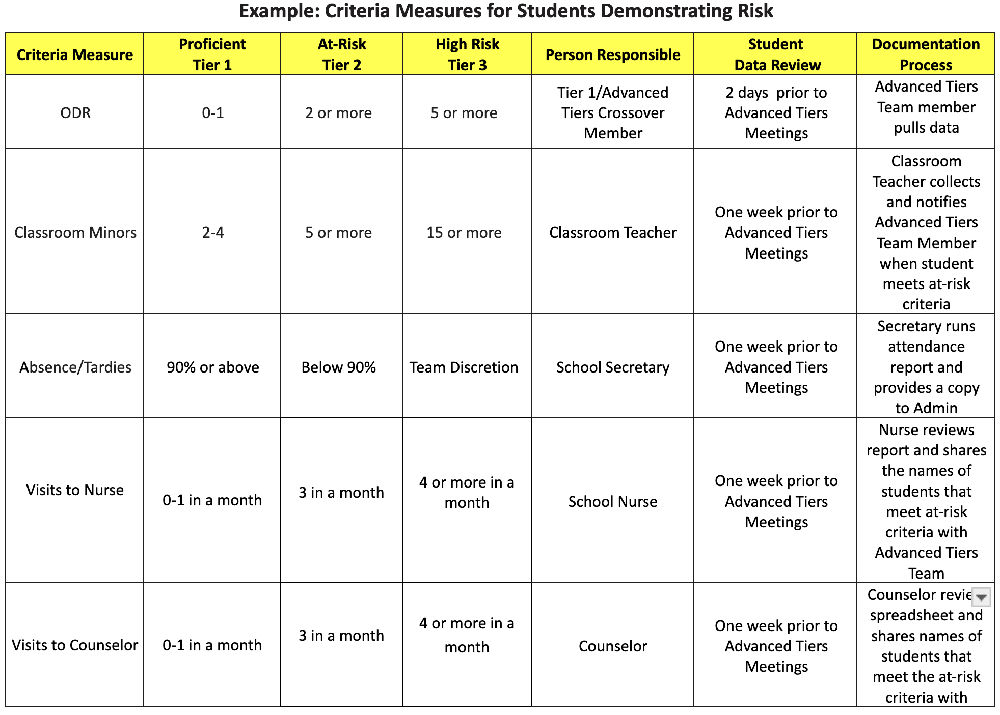 Example: Criteria Measures for Students Demonstrating Risk
Criteria Measure
Proficient
Tier 1
At-Risk
Tier 2
High Risk
Tier 3
Person Responsible
Student
Data Review
Documentation
Process
ODR
0-1
2 or more
5 or more
Tier 1/Advanced
Tiers Crossover
Member
2 days  prior to
Advanced Tiers
Meetings
Advanced Tiers
Team member
pulls data
Classroom Minors
2-4
5 or more
15 or more
Classroom Teacher
One week prior to
Advanced Tiers
Meetings
Classroom
Teacher collects
and notifies
Advanced Tiers
Team Member
when student
meets at-risk
criteria
Absence/Tardies
90% or above
Below 90%
Team Discretion
School Secretary
One week prior to
Advanced Tiers
Meetings
Secretary runs
attendance
report and
provides a copy
to Admin
Visits to Nurse
0-1 in a month
3 in a month
4 or more in a
month
School Nurse
One week prior to
Advanced Tiers
Meetings
Nurse reviews
report and shares
the names of
students that
meet at-risk
criteria with
Advanced Tiers
Team
Visits to Counselor
0-1 in a month
3 in a month
4 or more in a
month
Counselor
One week prior to
Advanced Tiers
Meetings
Counselor
spreadsheet and
shares names of
students that
meet the at-risk
criteria with